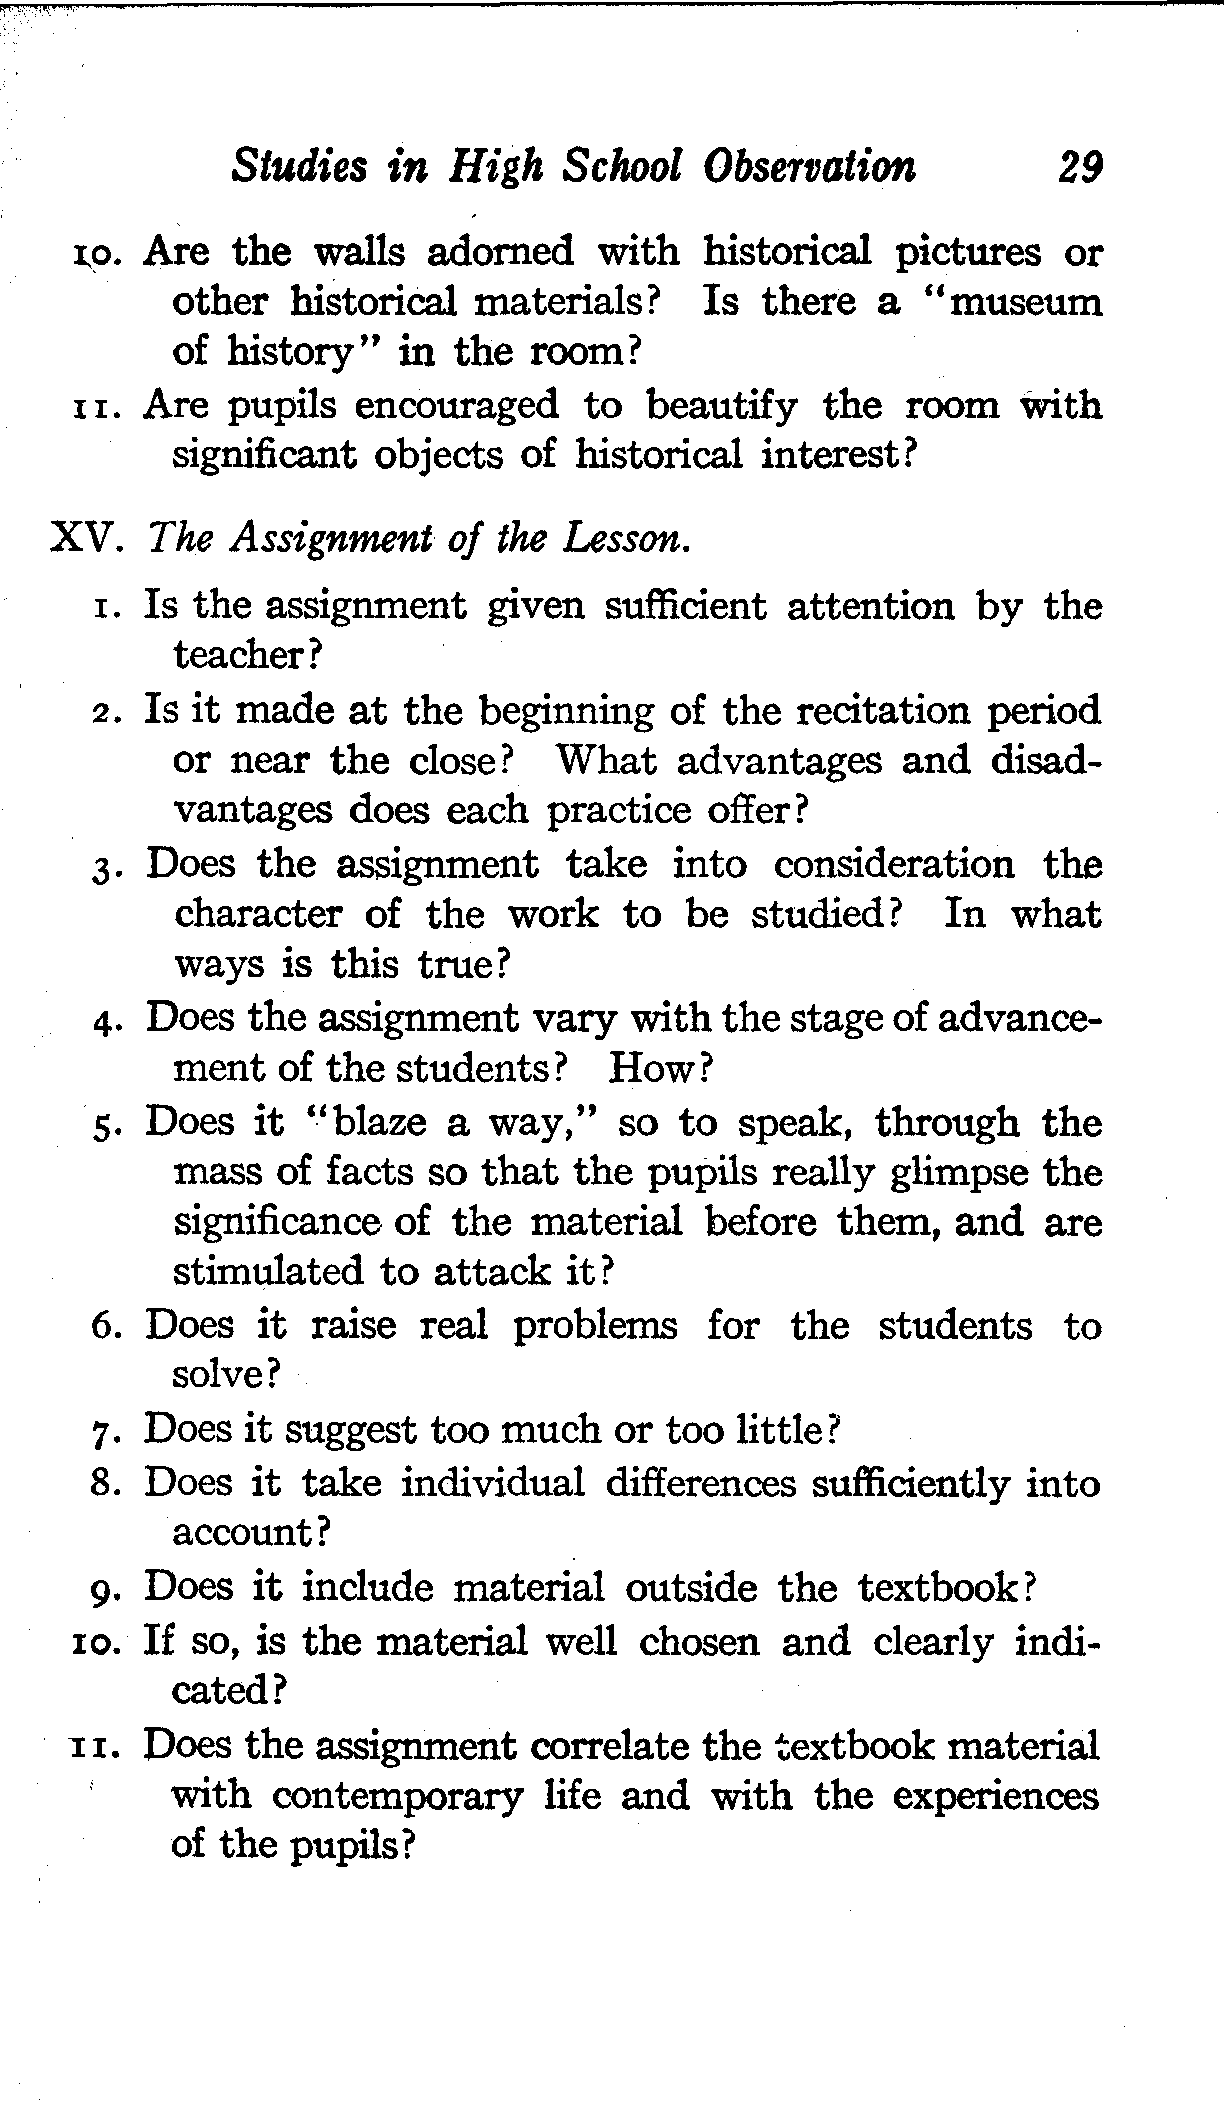 Studies in High School Observation 29
10. Are the walls adorned with historical pictures or
other historical materials? Is there a "museum
of history" in the room?
11. Are pupils encouraged to beautify the room with
significant objects of historical interest?
XV. The Assignment of the Lesson.
1. Is the assignment given sufficient attention by the
teacher?
2. Is it made at the beginning of the recitation period
or near the close? What advantages and disad-
vantages does each practice offer?
3. Does the assignment take into consideration the
character of the work to be studied? In what
ways is this true?
4. Does the assignment vary with the stage of advance-
ment of the students? How?
5. Does it "blaze a way," so to speak, through the
mass of facts so that the pupils really glimpse the
significance of the material before them, and are
stimulated to attack it?
6. Does it raise real problems for the students to
solve?
7. Does it suggest too much or too little?
8. Does it take individual differences sufficiently into
account?
9. Does it include material outside the textbook?
10. If so, is the material well chosen and clearly indi-
cated?
11. Does the assignment correlate the textbook material
with contemporary life and with the experiences
of the pupils?